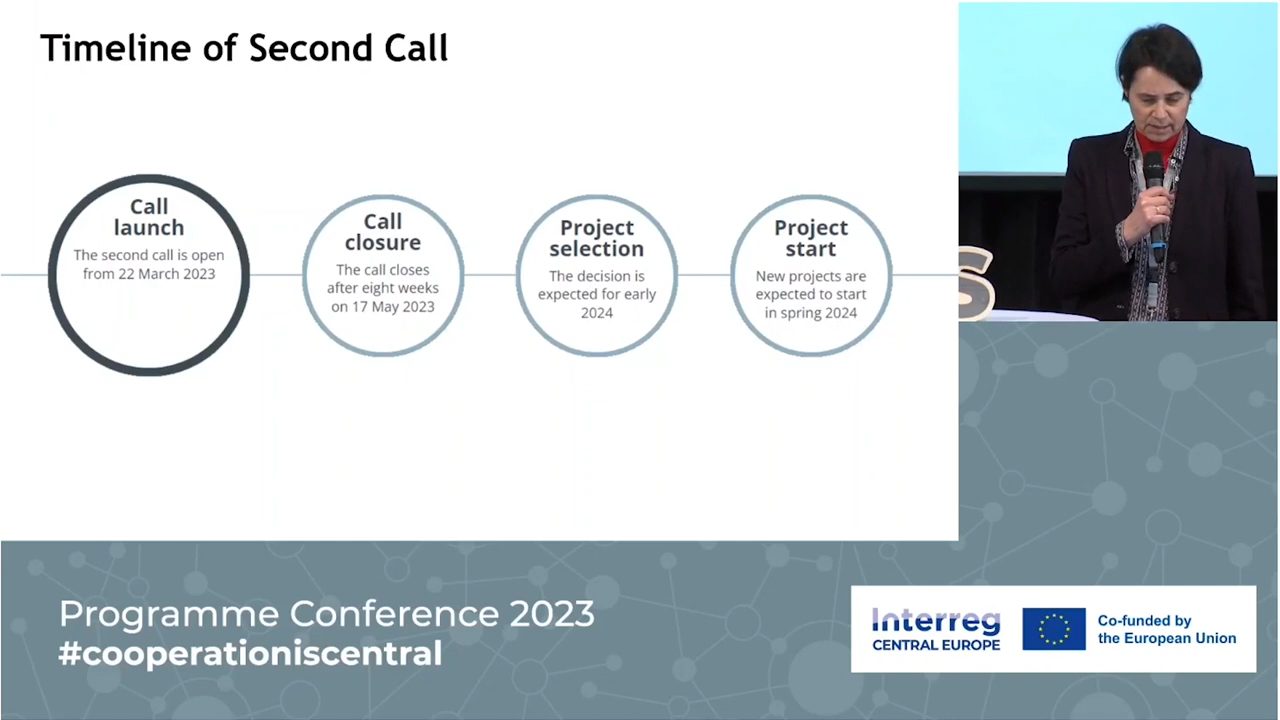 Timeline of Second Call
Call
launch
The second call is open
from 22 March 2023
Call
closure
The call closes
after eight weeks
on 17 May 2023
Project
selection
The decision is
expected for early
2024
Project
start
New projects are
expected to start
in spring 2024
Programme Conference 2023
#cooperationiscentral
Interreg
CENTRAL EUROPE
Co-funded by
the European Union